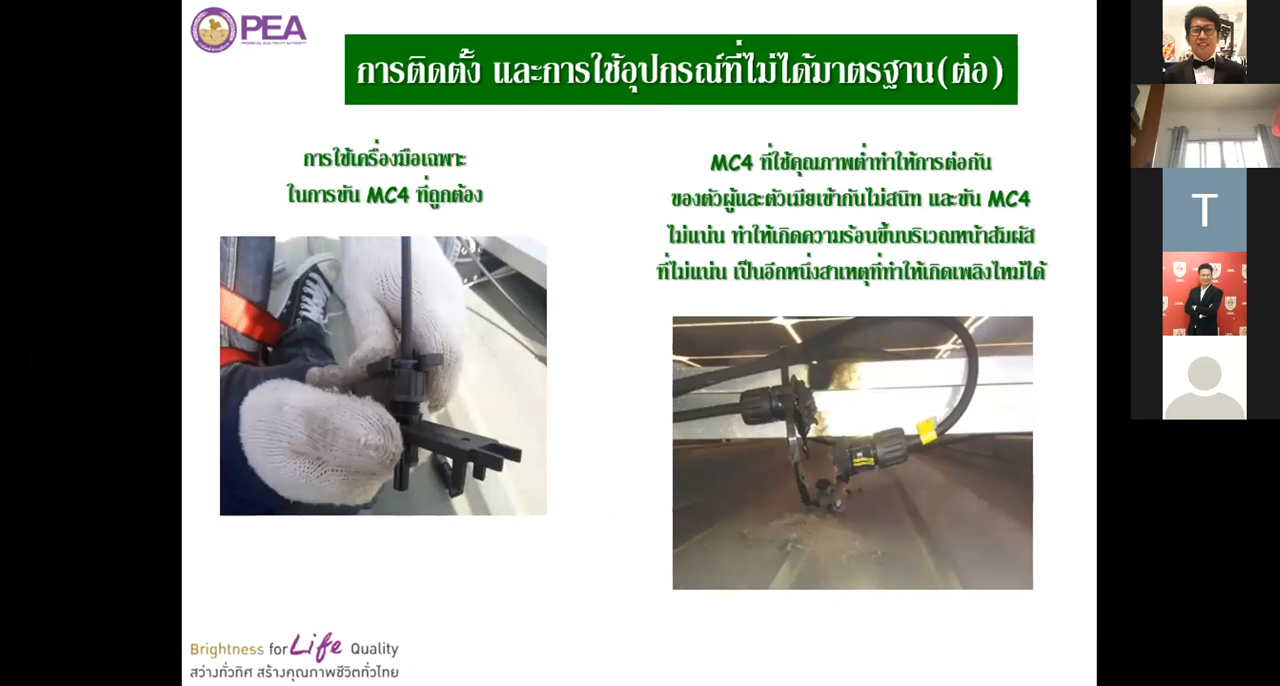 PEA
PROVINCIAL ELECTRICITY AUTHORITY
การติดตั้ง และการใช้อุปกรณ์ที่ไม่ได้มาตรฐาน(ต่อ)
การใช้เครื่องมือเฉพาะ
ในการขัน MC4 ที่ถูกต้อง
MC4 ที่ใช้คุณภาพต่ำทำให้การต่อกัน
ของตัวผู้และตัวเมียเข้ากันไม่สนิท และขัน MC4
ไม่แน่น ทำให้เกิดความร้อนขึ้นบริเวณหน้าสัมผัส
ที่ไม่แน่น เป็นอีกหนึ่งสาเหตุที่ทำให้เกิดเพลิงไหม้ได้
T
Brightness for Life Quality
สว่างทั่วทิศ สร้างคุณภาพชีวิตทั่วไทย